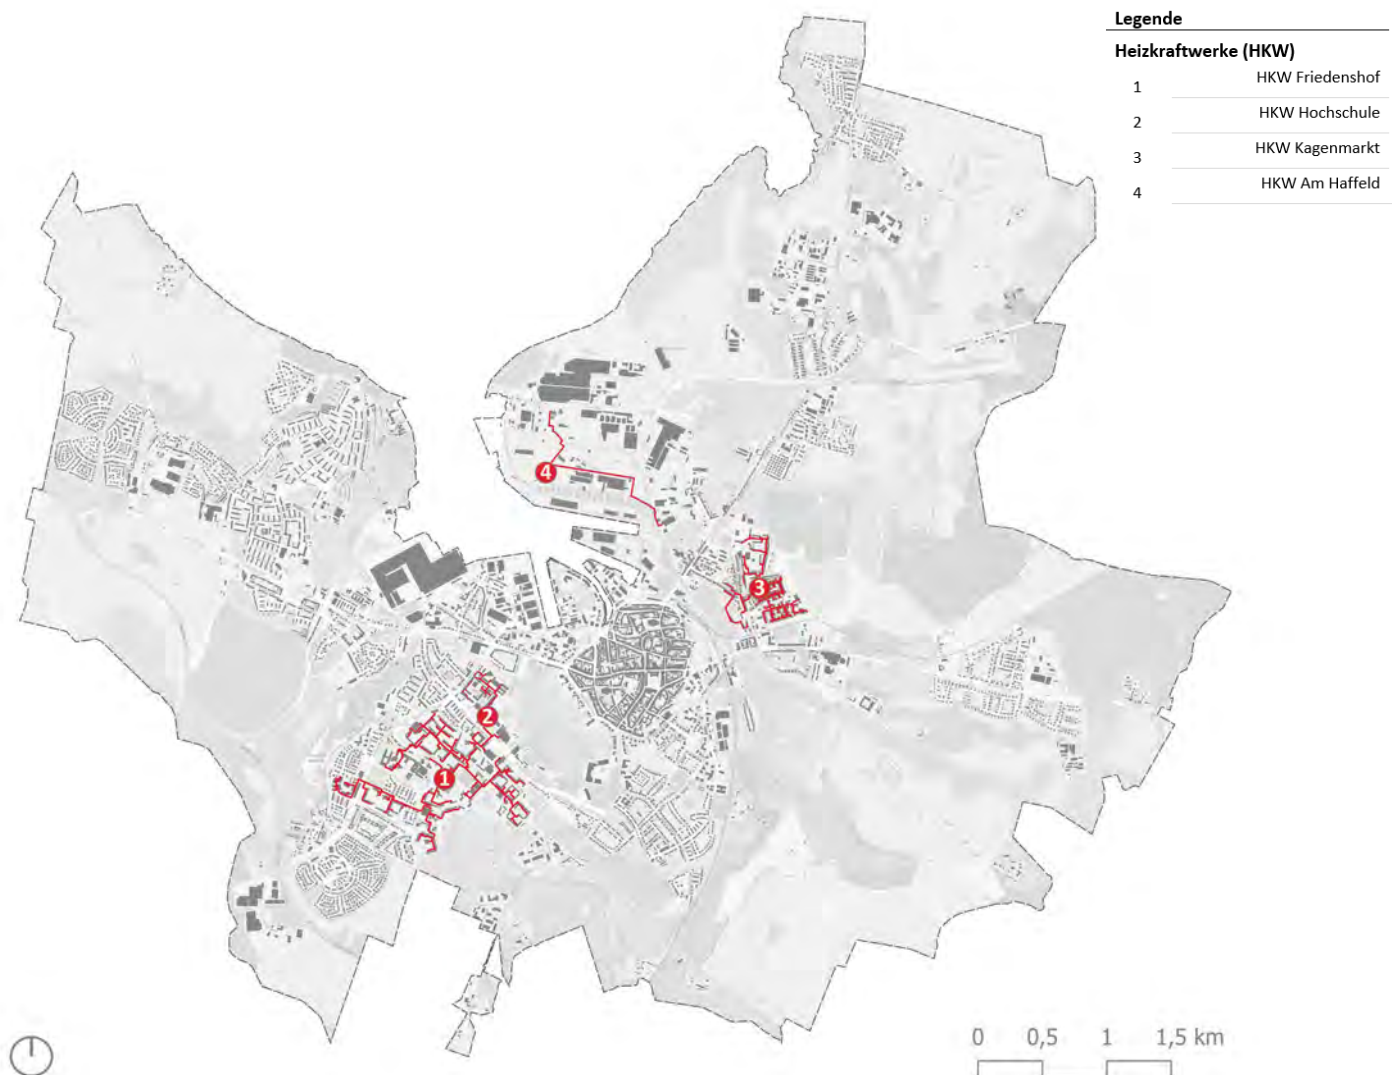 Legende
Heizkraftwerke (HKW)
1 HKW Friedenshof
2 HKW Hochschule
3 HKW Kagenmarkt
4 HKW Am Haffeld
4
3
2
1
0 0,5 1 1,5 km